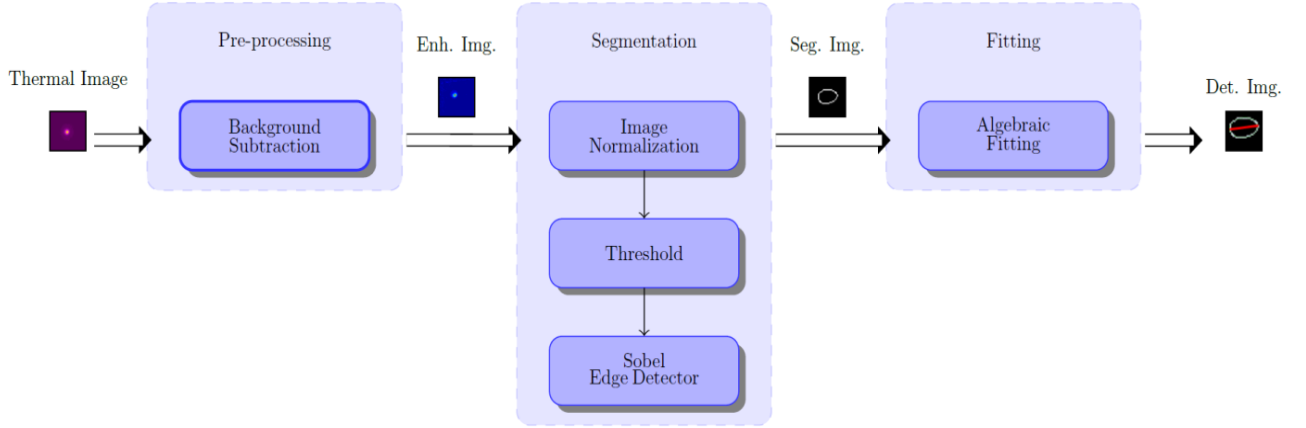 Thermal Image
Pre-processing
Background
Subtraction
Enh. Img.
Segmentation
Image
Normalization
Threshold
Sobel
Edge Detector
Seg. Img.
Fitting
Algebraic
Fitting
Det. Img.